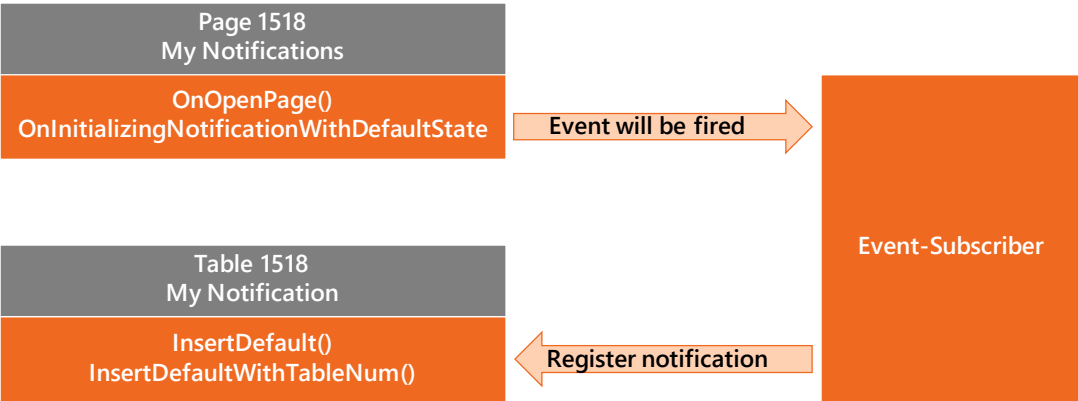 Page 1518
My Notifications
OnOpenPage()
OnInitializingNotificationWithDefaultState
Event will be fired
Event-Subscriber
Table 1518
My Notification
InsertDefault()
InsertDefaultWithTableNum()
Register notification